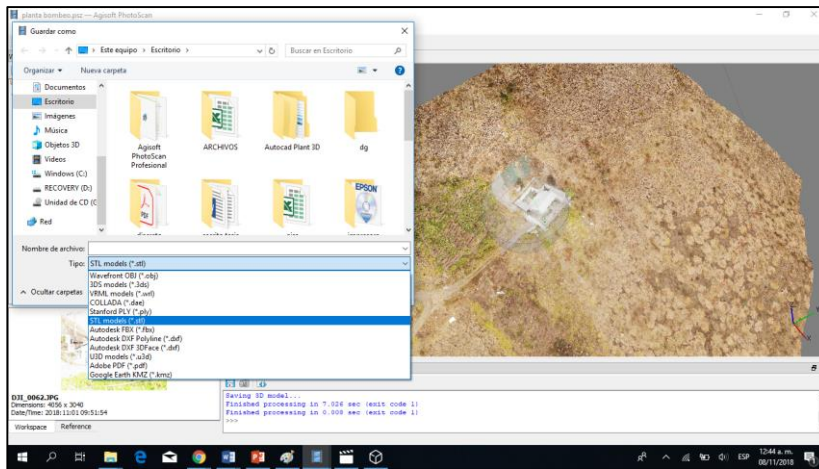 planta bombeo.psz — Agisoft PhotoScan
Guardar como
Este equipo > Escritorio >
Buscar en Escritorio
Organizar
Nueva carpeta
Documentos
Escritorio
Imágenes
Música
Objetos 3D
Videos
Windows (C:)
RECOVERY (D:)
Unidad de CD (
Red
Agisoft
PhotoScan
Profesional
ARCHIVOS
Autocad Plant 3D
dg
EPSON
Nombre de archivo:
Tipo: STL models (*.stl)
Wavefront OBJ (*.obj)
3DS models (*.3ds)
VRML models (*.wrl)
COLLADA (*.dae)
Stanford PLY (*.ply)
STL models (*.stl)
Autodesk FBX (*.fbx)
Autodesk DXF Polyline (*.dxf)
Autodesk DXF 3DFace (*.dxf)
U3D models (*.u3d)
Adobe PDF (*.pdf)
Google Earth KMZ (*.kmz)
Ocultar carpetas
DJI_0062.JPG
Dimensions: 4056 x 3040
Date/Time: 2018:11:01 09:51:54
Workspace
Reference
Saving 3D model...
Finished processing in 7.026 sec (exit code 1)
Finished processing in 0.008 sec (exit code 1)
>>>
X
ESP
12:44 a. m.
08/11/2018